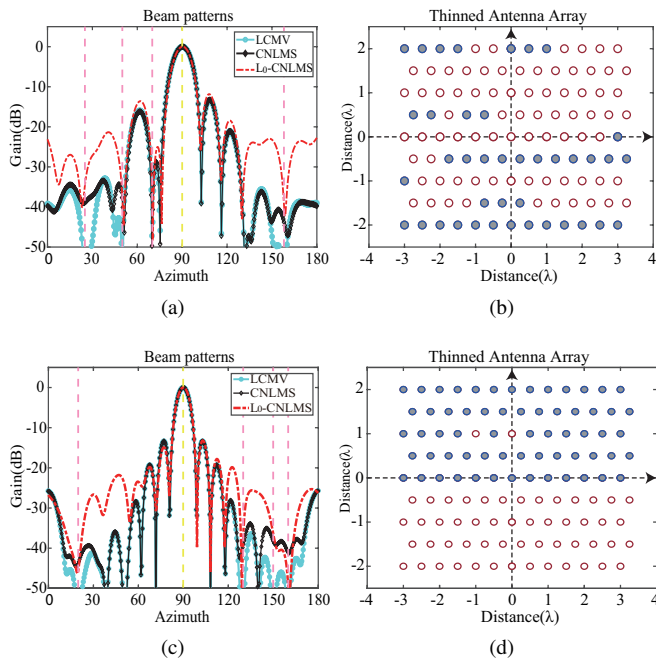 Beam patterns
LCMV
CNLMS
L0-CNLMS
Gain(dB)
0
-10
-20
-30
-40
-50
0 30 60 90 120 150 180
Azimuth
(a)
Thinned Antenna Array
Distance(λ)
2
1
0
-1
-2
-4 -3 -2 -1 0 1 2 3 4
Distance(λ)
(b)
Beam patterns
LCMV
CNLMS
L0-CNLMS
Gain(dB)
0
-10
-20
-30
-40
-50
0 30 60 90 120 150 180
Azimuth
(c)
Thinned Antenna Array
Distance(λ)
2
1
0
-1
-2
-4 -3 -2 -1 0 1 2 3 4
Distance(λ)
(d)